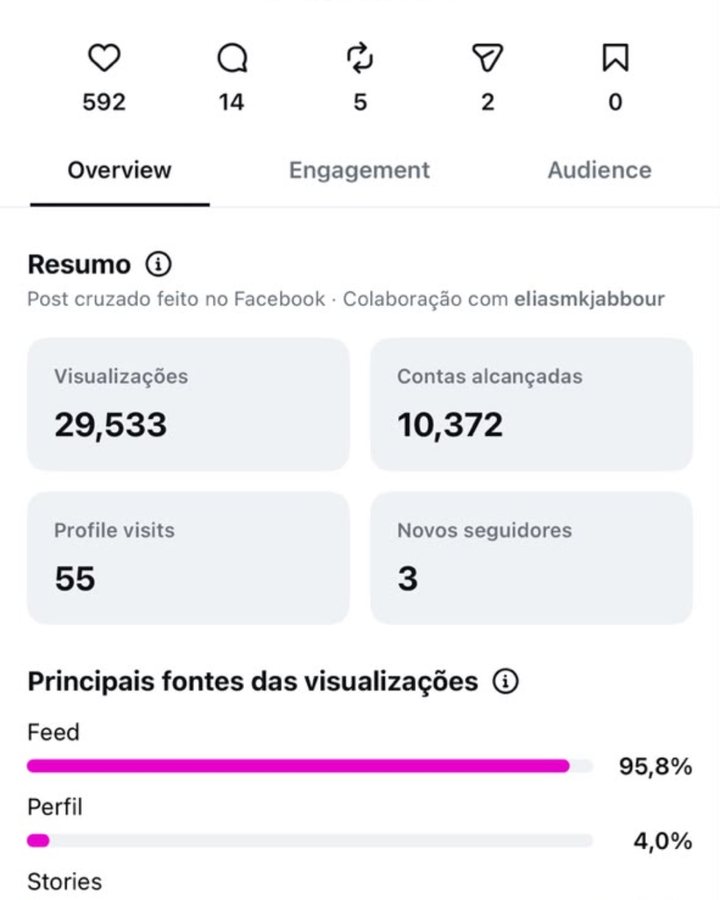 592 14 5 2 0
Overview Engagement Audience
Resumo
Post cruzado feito no Facebook · Colaboração com eliasmkjabbour
Visualizações
29,533
Contas alcançadas
10,372
Profile visits
55
Novos seguidores
3
Principais fontes das visualizações
Feed
95,8%
Perfil
4,0%
Stories